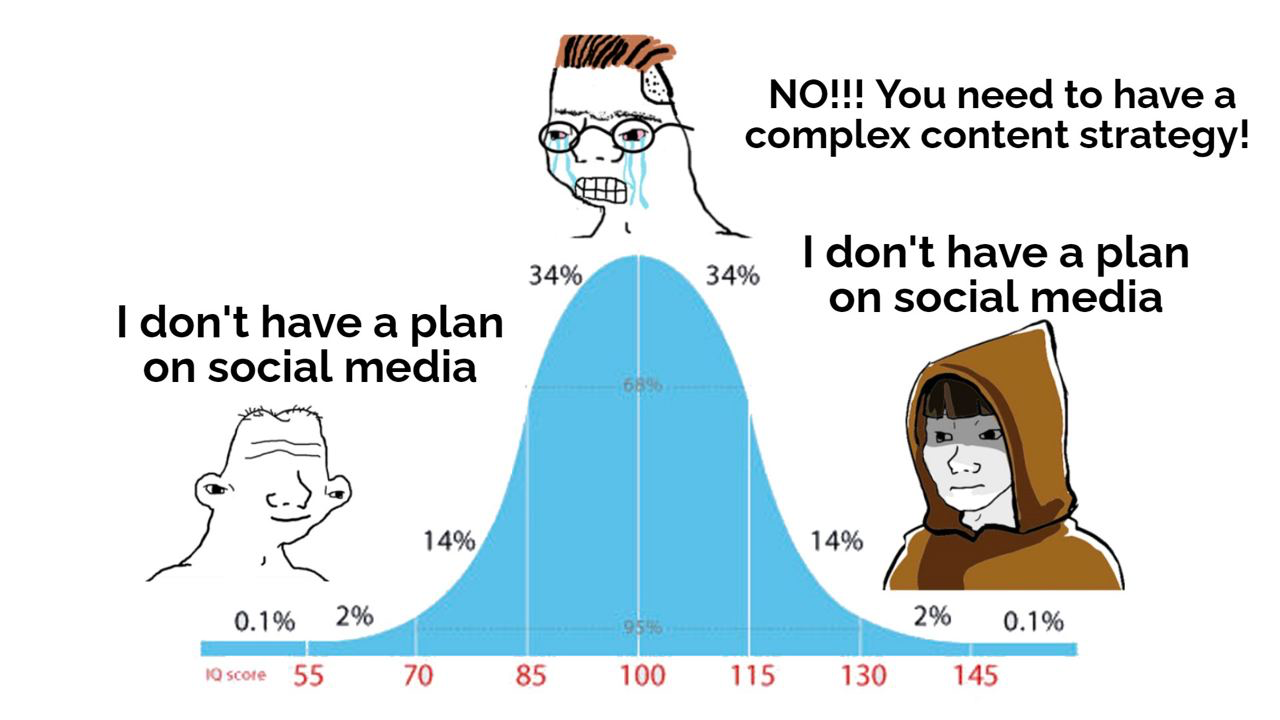 NO!!! You need to have a
complex content strategy!
I don't have a plan
on social media
34%
34%
I don't have a plan
on social media
68%
14%
14%
0.1%
2%
95%
2%
0.1%
IQ score
55
70
85
100
115
130
145